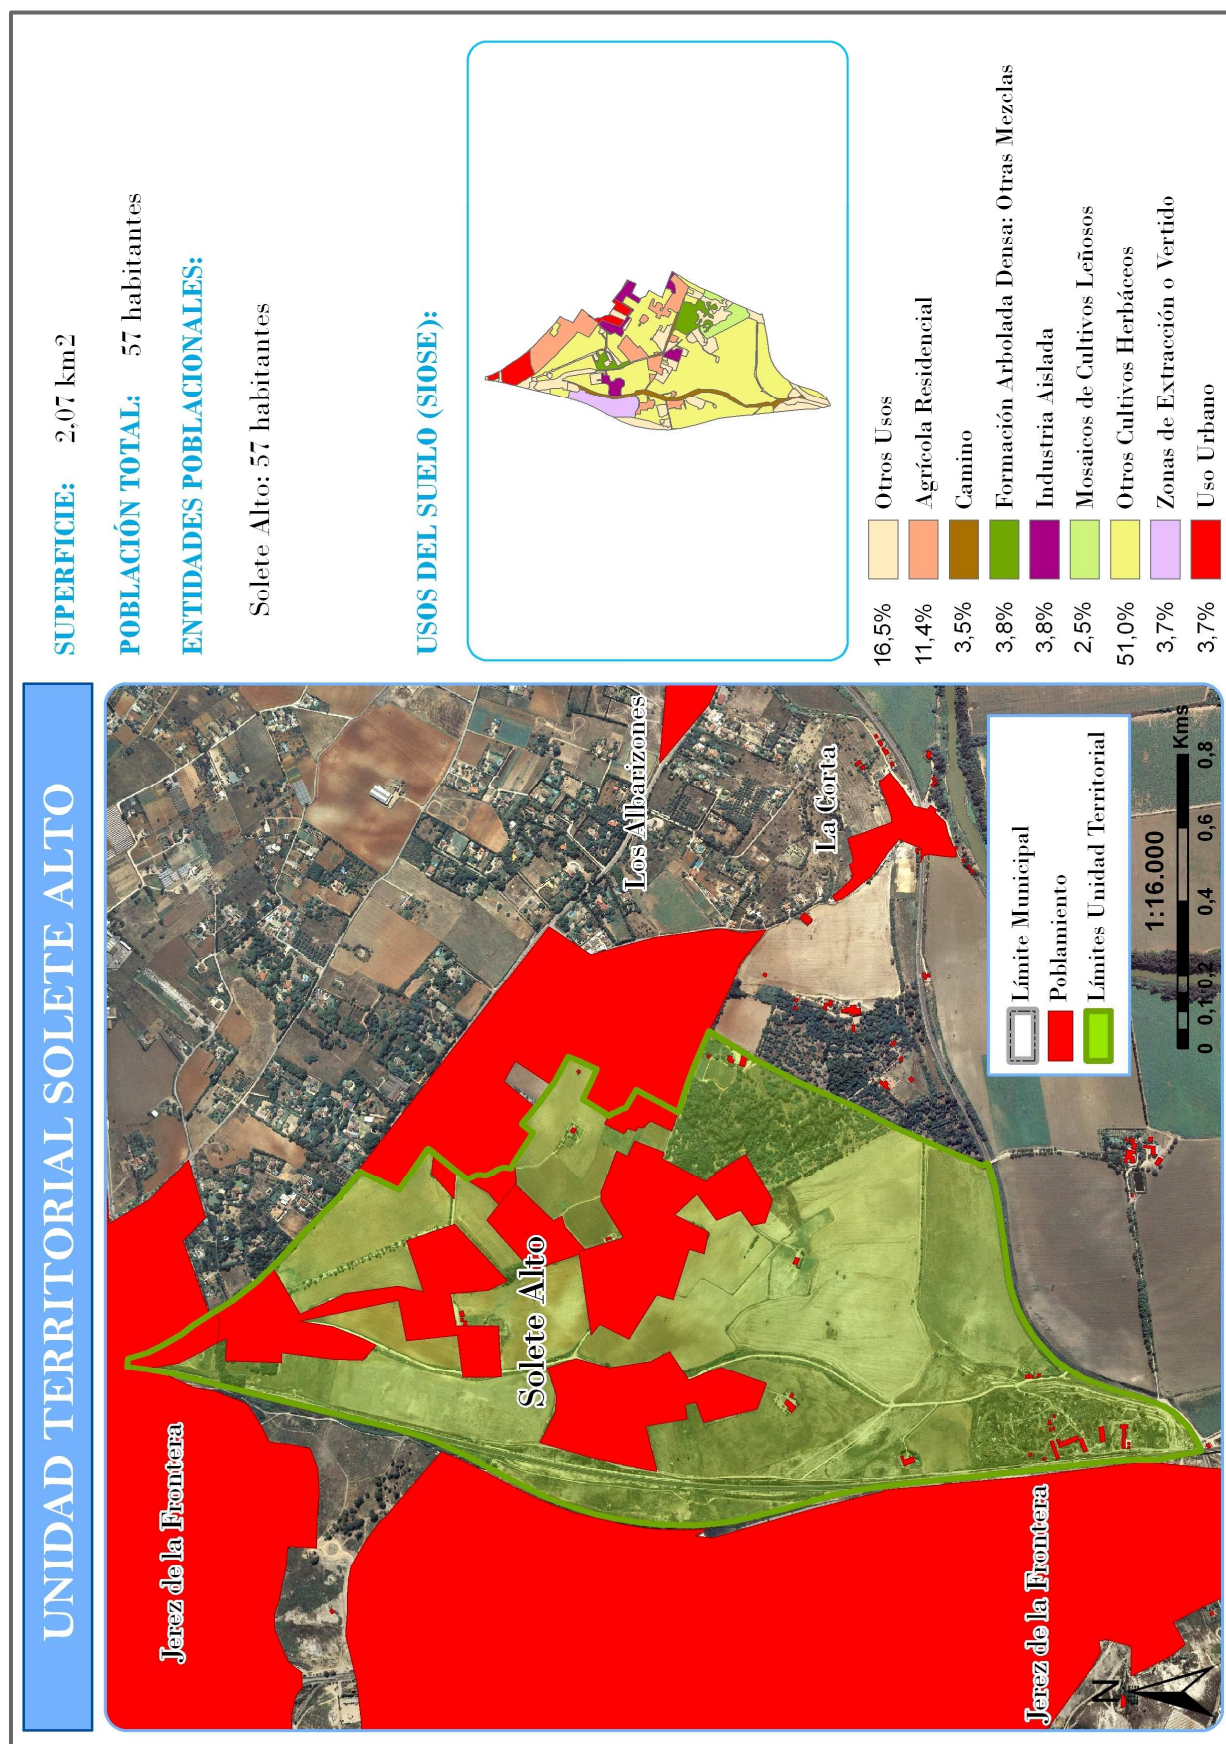 UNIDAD TERRITORIAL SOLETE ALTO
Jerez de la Frontera
Solete Alto
Los Albarizones
La Corta
Jerez de la Frontera
N
Límite Municipal
Poblamiento
Límites Unidad Territorial
1:16.000
0 0,1 0,2 0,4 0,6 0,8
Kms
SUPERFICIE: 2,07 km2
POBLACIÓN TOTAL: 57 habitantes
ENTIDADES POBLACIONALES:
Solete Alto: 57 habitantes
USOS DEL SUELO (SIOSE):
16,5% Otros Usos
11,4% Agrícola Residencial
3,5% Camino
3,8% Formación Arbolada Densa: Otras Mezclas
3,8% Industria Aislada
2,5% Mosaicos de Cultivos Leñosos
51,0% Otros Cultivos Herbáceos
3,7% Zonas de Extracción o Vertido
3,7% Uso Urbano